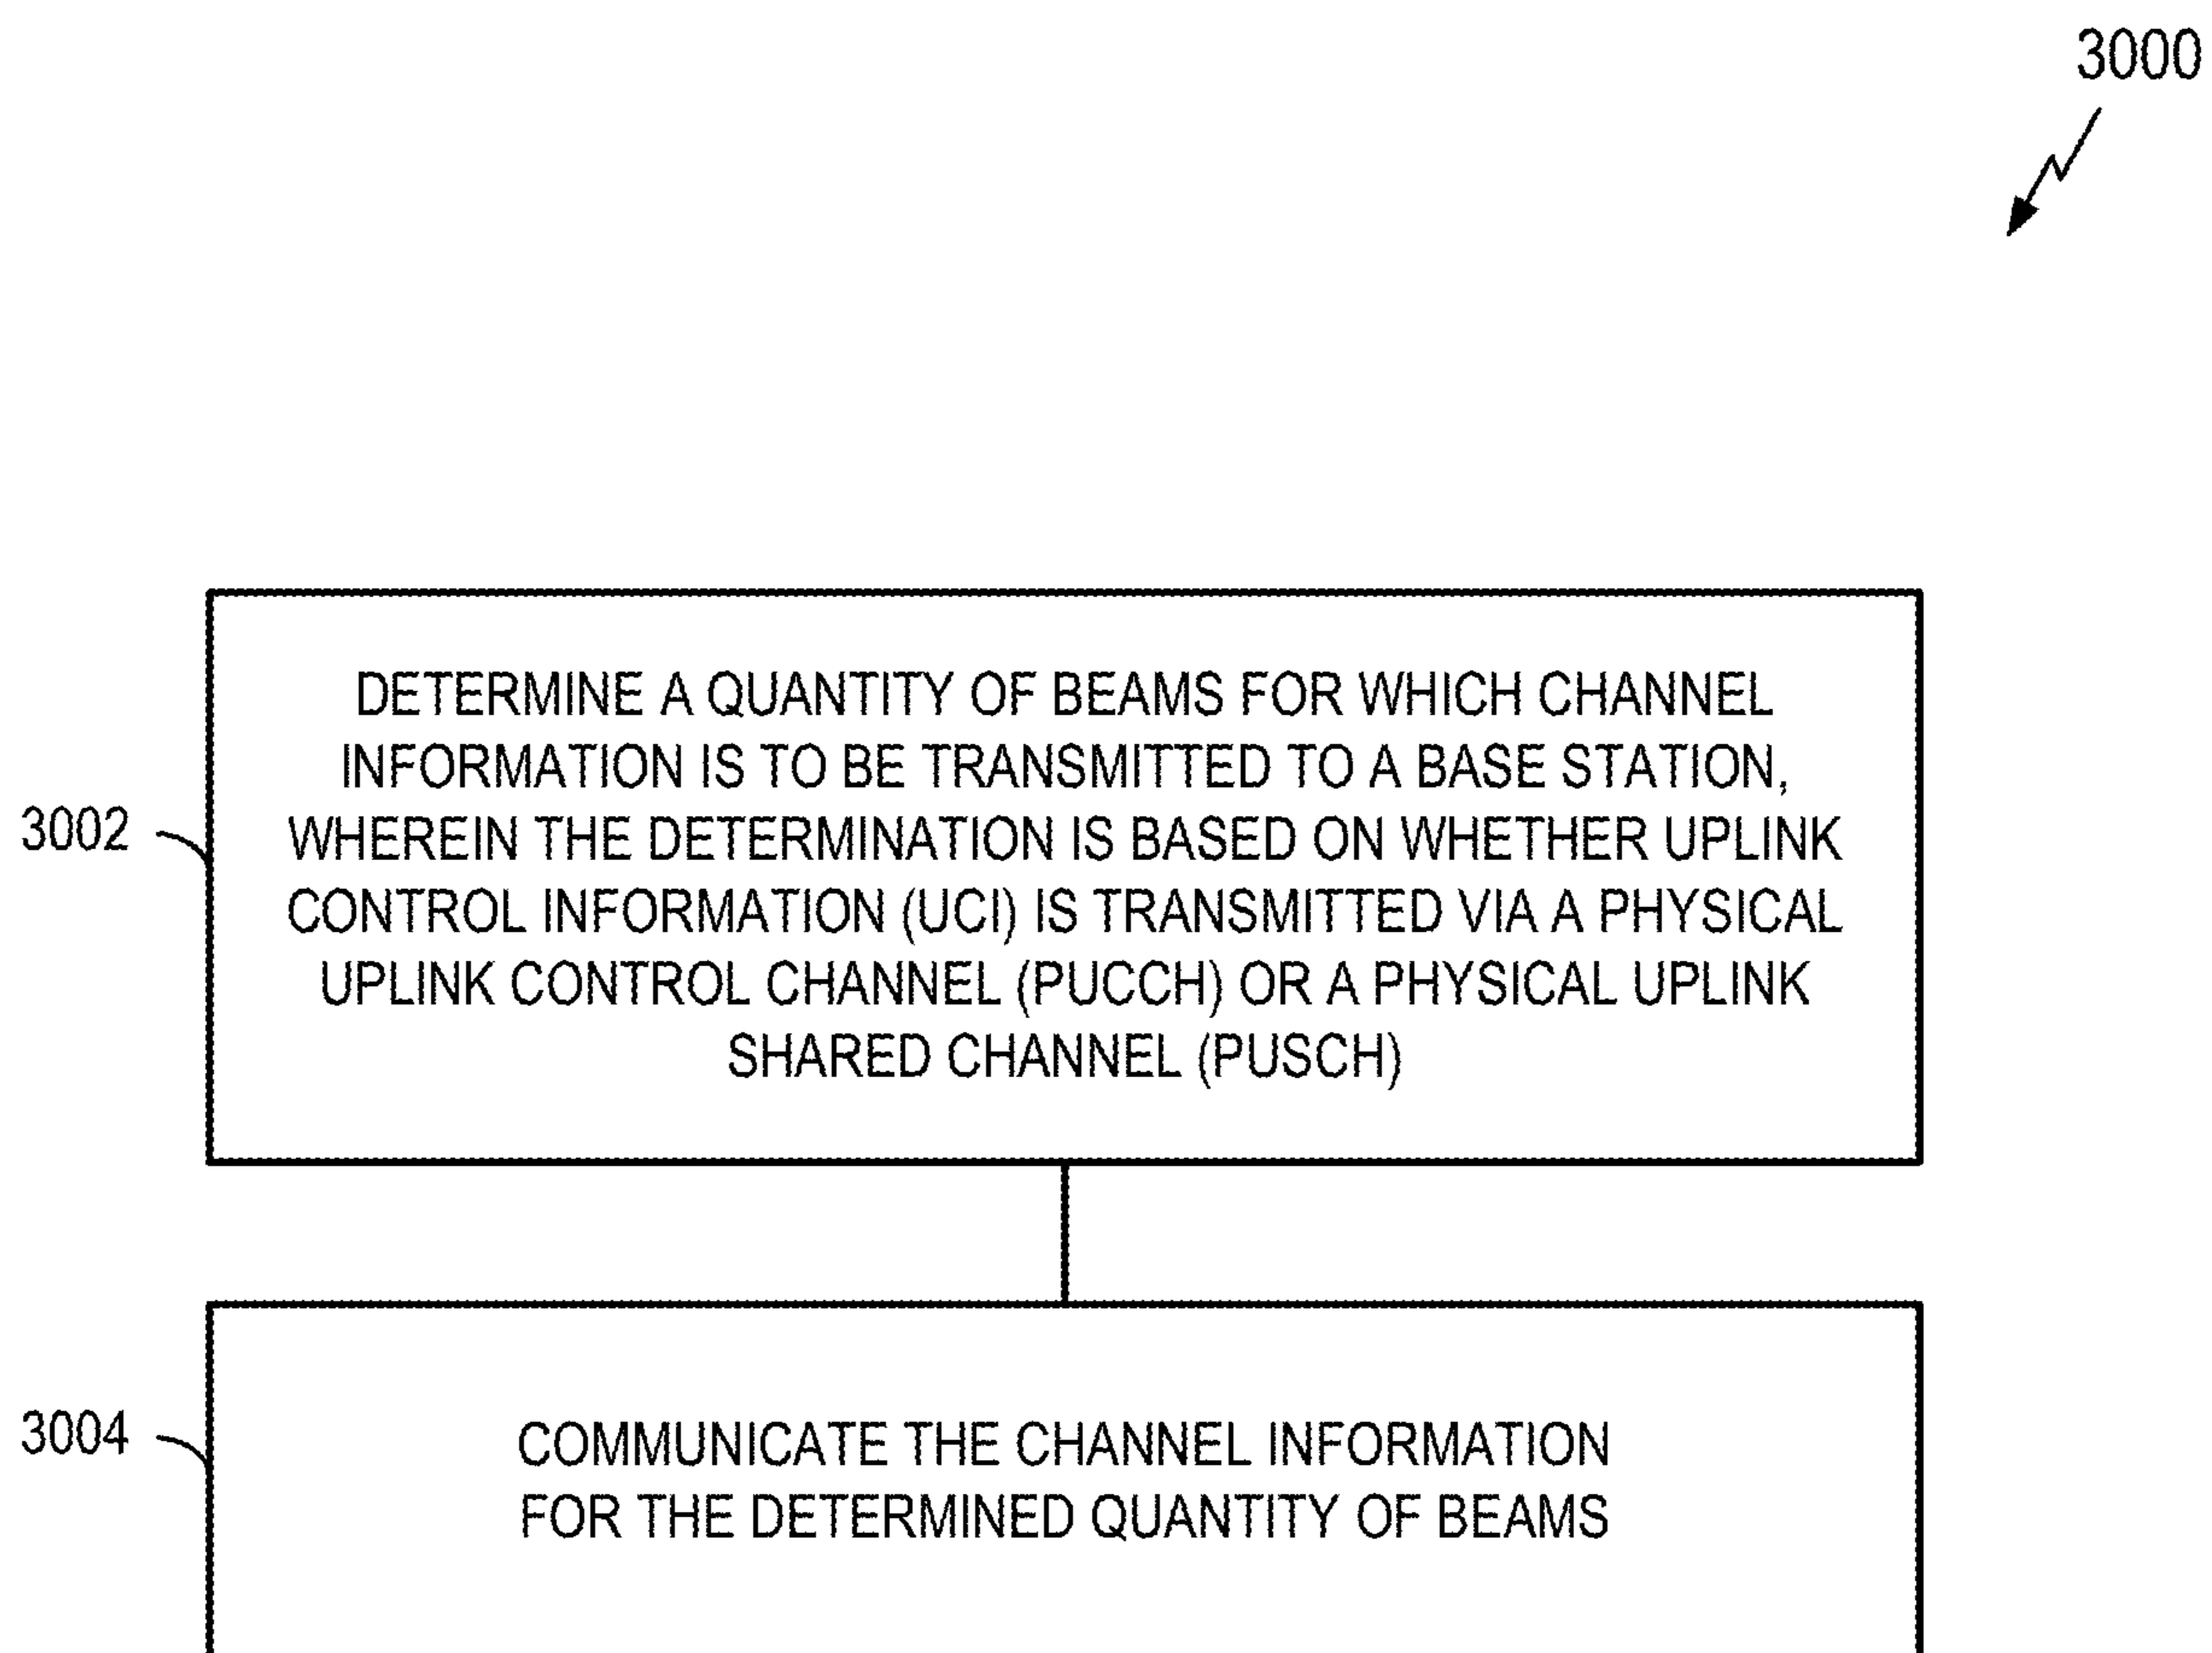 3000
DETERMINE A QUANTITY OF BEAMS FOR WHICH CHANNEL
INFORMATION IS TO BE TRANSMITTED TO A BASE STATION,
WHEREIN THE DETERMINATION IS BASED ON WHETHER UPLINK
CONTROL INFORMATION (UCI) IS TRANSMITTED VIA A PHYSICAL
UPLINK CONTROL CHANNEL (PUCCH) OR A PHYSICAL UPLINK
SHARED CHANNEL (PUSCH)
3002
COMMUNICATE THE CHANNEL INFORMATION
FOR THE DETERMINED QUANTITY OF BEAMS
3004